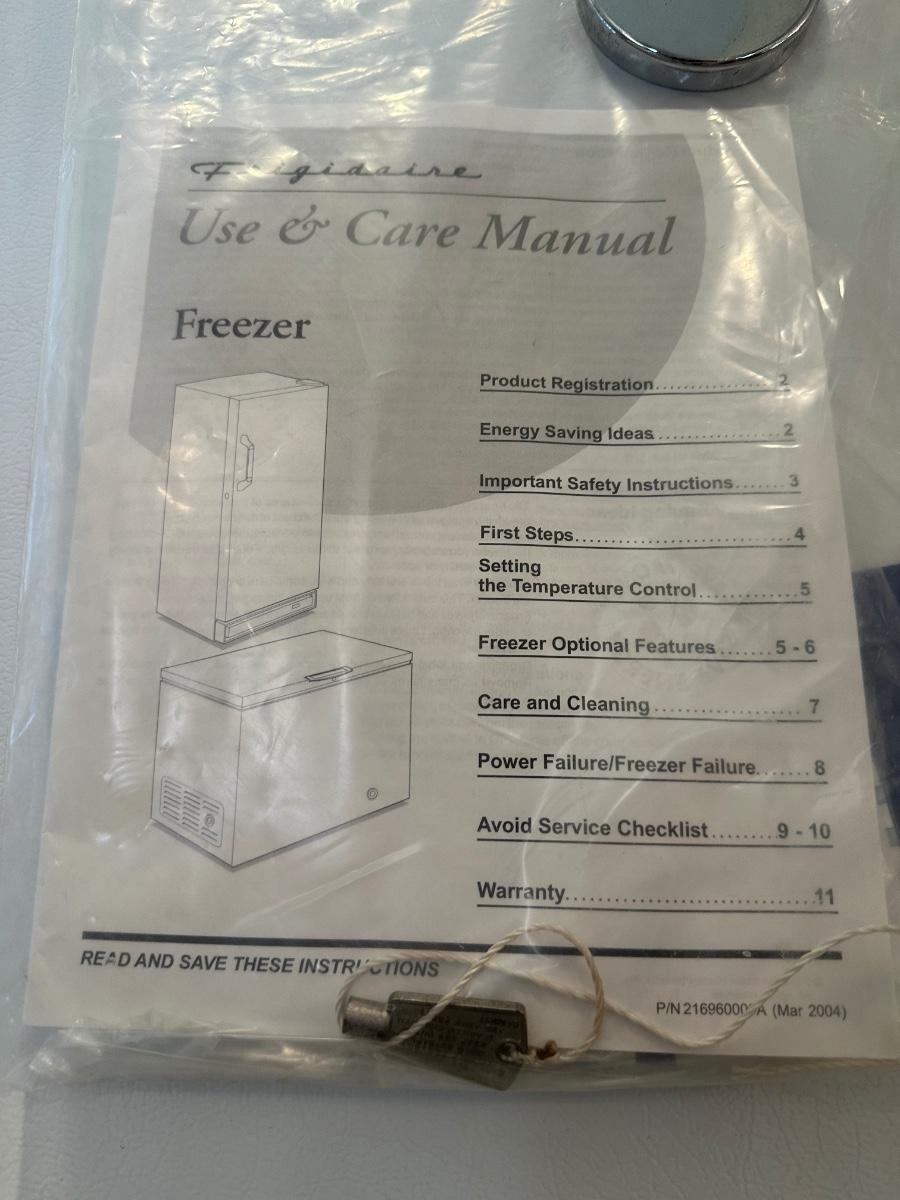 Frigidaire
Use & Care Manual
Freezer
Product Registration........................2
Energy Saving Ideas......................2
Important Safety Instructions.......3
First Steps....................................4
Setting
the Temperature Control..............5
Freezer Optional Features.......5 - 6
Care and Cleaning.......................7
Power Failure/Freezer Failure.......8
Avoid Service Checklist........9 - 10
Warranty.......................................11
READ AND SAVE THESE INSTRUCTIONS
P/N (Mar 2004)